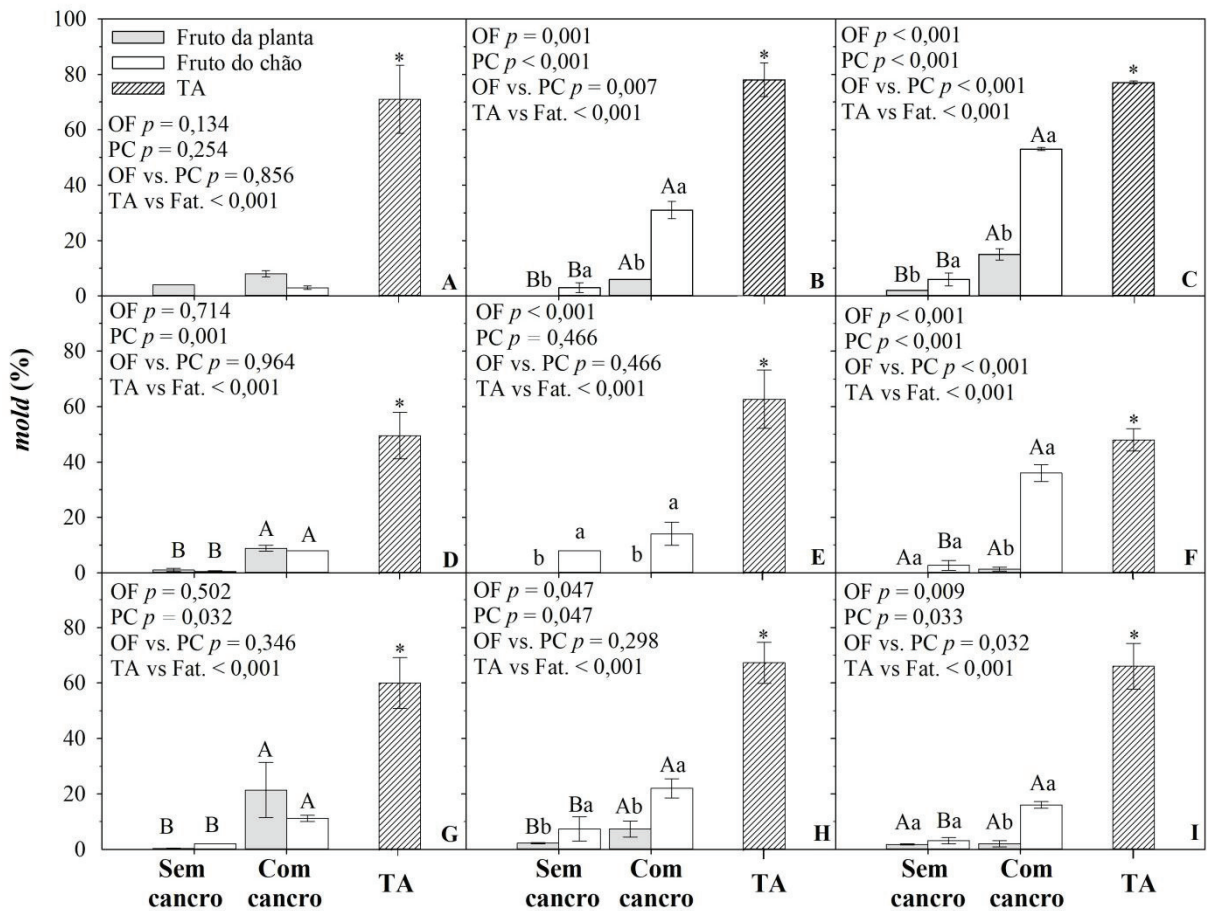 mold (%)
100
80
60
40
20
0
Fruto da planta
Fruto do chão
TA
OF p = 0,134
PC p = 0,254
OF vs. PC p = 0,856
TA vs Fat. < 0,001
*
A
OF p = 0,001
PC p < 0,001
OF vs. PC p = 0,007
TA vs Fat. < 0,001
*
Bb
Ba
Ab
Aa
B
OF p < 0,001
PC p < 0,001
OF vs. PC p < 0,001
TA vs Fat. < 0,001
*
Bb
Ba
Ab
Aa
C
80
60
40
20
0
OF p = 0,714
PC p = 0,001
OF vs. PC p = 0,964
TA vs Fat. < 0,001
*
B
B
A
A
D
OF p < 0,001
PC p = 0,466
OF vs. PC p = 0,466
TA vs Fat. < 0,001
*
b
a
b
a
E
OF p < 0,001
PC p < 0,001
OF vs. PC p < 0,001
TA vs Fat. < 0,001
*
Aa
Ba
Ab
Aa
F
80
60
40
20
0
OF p = 0,502
PC p = 0,032
OF vs. PC p = 0,346
TA vs Fat. < 0,001
*
B
B
A
A
G
OF p = 0,047
PC p = 0,047
OF vs. PC p = 0,298
TA vs Fat. < 0,001
*
Bb
Ba
Ab
Aa
H
OF p = 0,009
PC p = 0,033
OF vs. PC p = 0,032
TA vs Fat. < 0,001
*
Aa
Ba
Ab
Aa
I
Sem
cancro
Com
cancro
TA
Sem
cancro
Com
cancro
TA
Sem
cancro
Com
cancro
TA